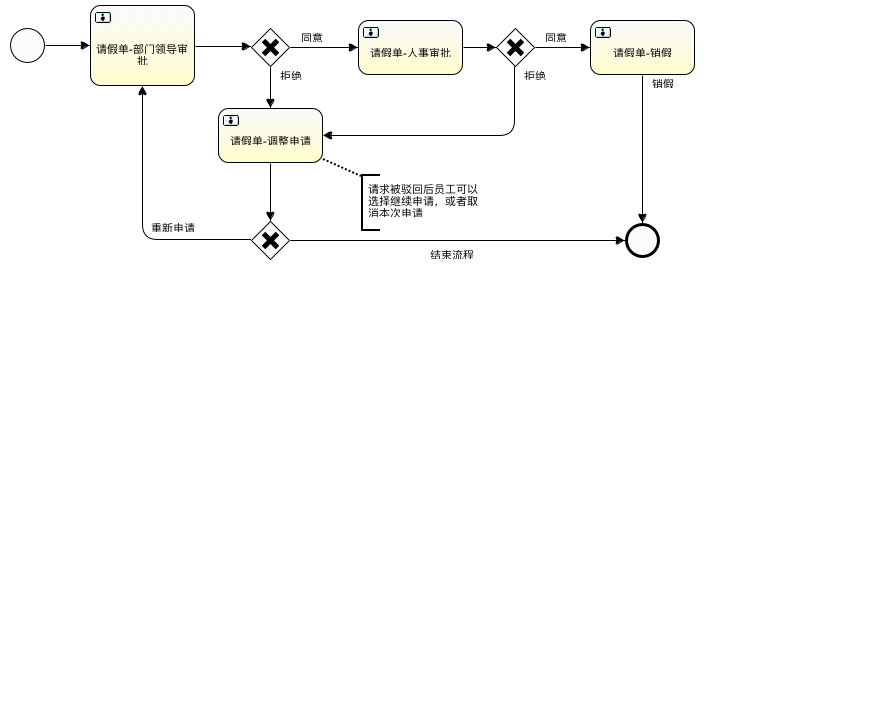 请假单-部门领导审
批
同意
请假单-人事审批
同意
请假单-销假
拒绝
拒绝
销假
请假单-调整申请
请求被驳回后员工可以
选择继续申请，或者取
消本次申请
重新申请
结束流程